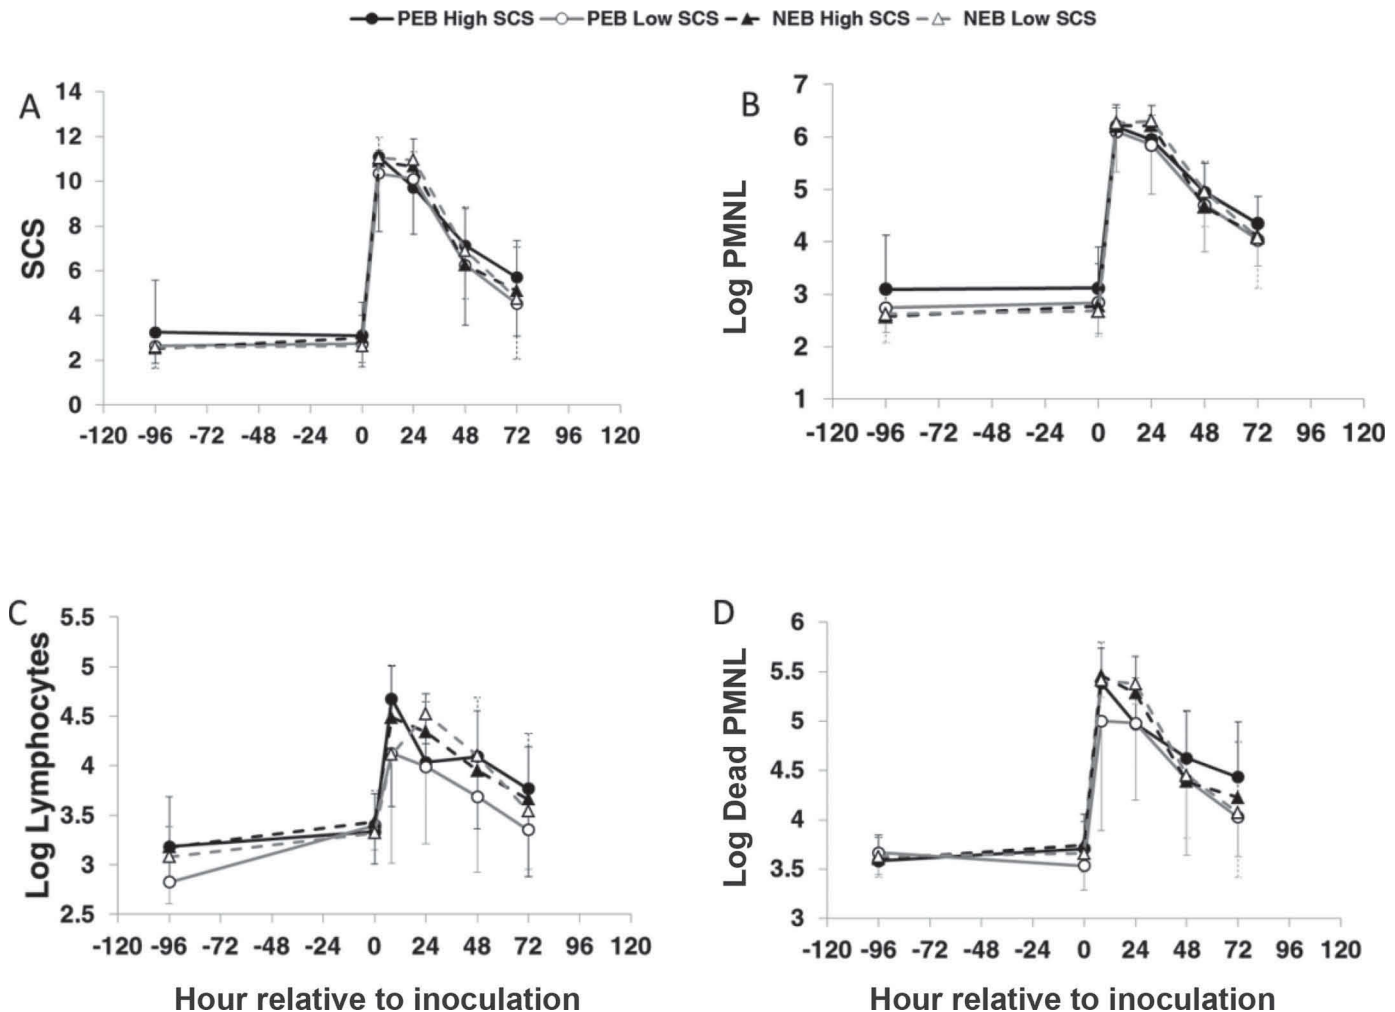 PEB High SCS PEB Low SCS NEB High SCS NEB Low SCS
A
SCS
14
12
10
8
6
4
2
0
-120 -96 -72 -48 -24 0 24 48 72 96 120
B
Log PMNL
7
6
5
4
3
2
1
-120 -96 -72 -48 -24 0 24 48 72 96 120
C
Log Lymphocytes
5.5
5
4.5
4
3.5
3
2.5
-120 -96 -72 -48 -24 0 24 48 72 96 120
Hour relative to inoculation
D
Log Dead PMNL
6
5.5
5
4.5
4
3.5
3
-120 -96 -72 -48 -24 0 24 48 72 96 120
Hour relative to inoculation